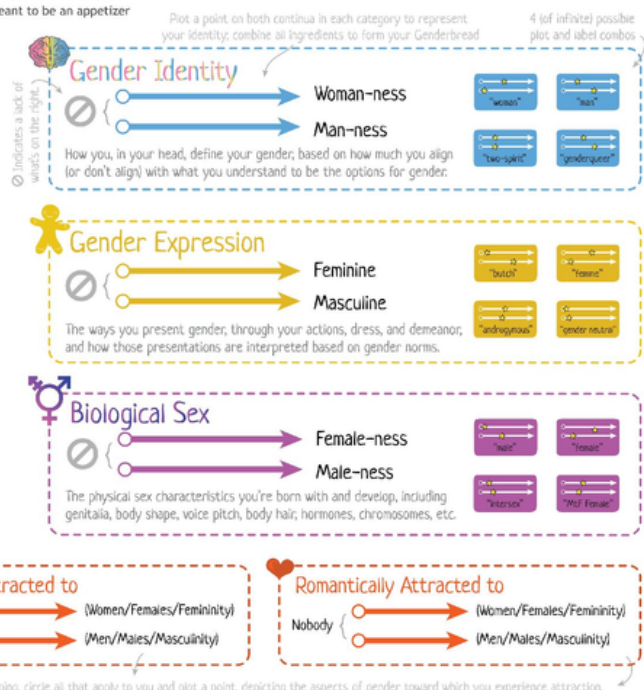 eant to be an appetizer
Plot a point on both continua in each category to represent
your identity; combine all ingredients to form your Genderbread
4 (of infinite) possible
plot and label combos
Indicates a lack of
what's on the right.
Gender Identity
Woman-ness
Man-ness
How you, in your head, define your gender, based on how much you align
(or don't align) with what you understand to be the options for gender.
"woman"
"man"
"two-spirit"
"genderqueer"
Gender Expression
Feminine
Masculine
The ways you present gender, through your actions, dress, and demeanor,
and how those presentations are interpreted based on gender norms.
"butch"
"femme"
"androgynous"
"gender neutral"
Biological Sex
Female-ness
Male-ness
The physical sex characteristics you're born with and develop, including
genitalia, body shape, voice pitch, body hair, hormones, chromosomes, etc.
"male"
"female"
"intersex"
"MtF Female"
racted to
(Women/Females/Femininity)
(Men/Males/Masculinity)
Romantically Attracted to
Nobody
(Women/Females/Femininity)
(Men/Males/Masculinity)
circle all that apply to you and plot a point, depicting the aspects of gender toward which you experience attraction